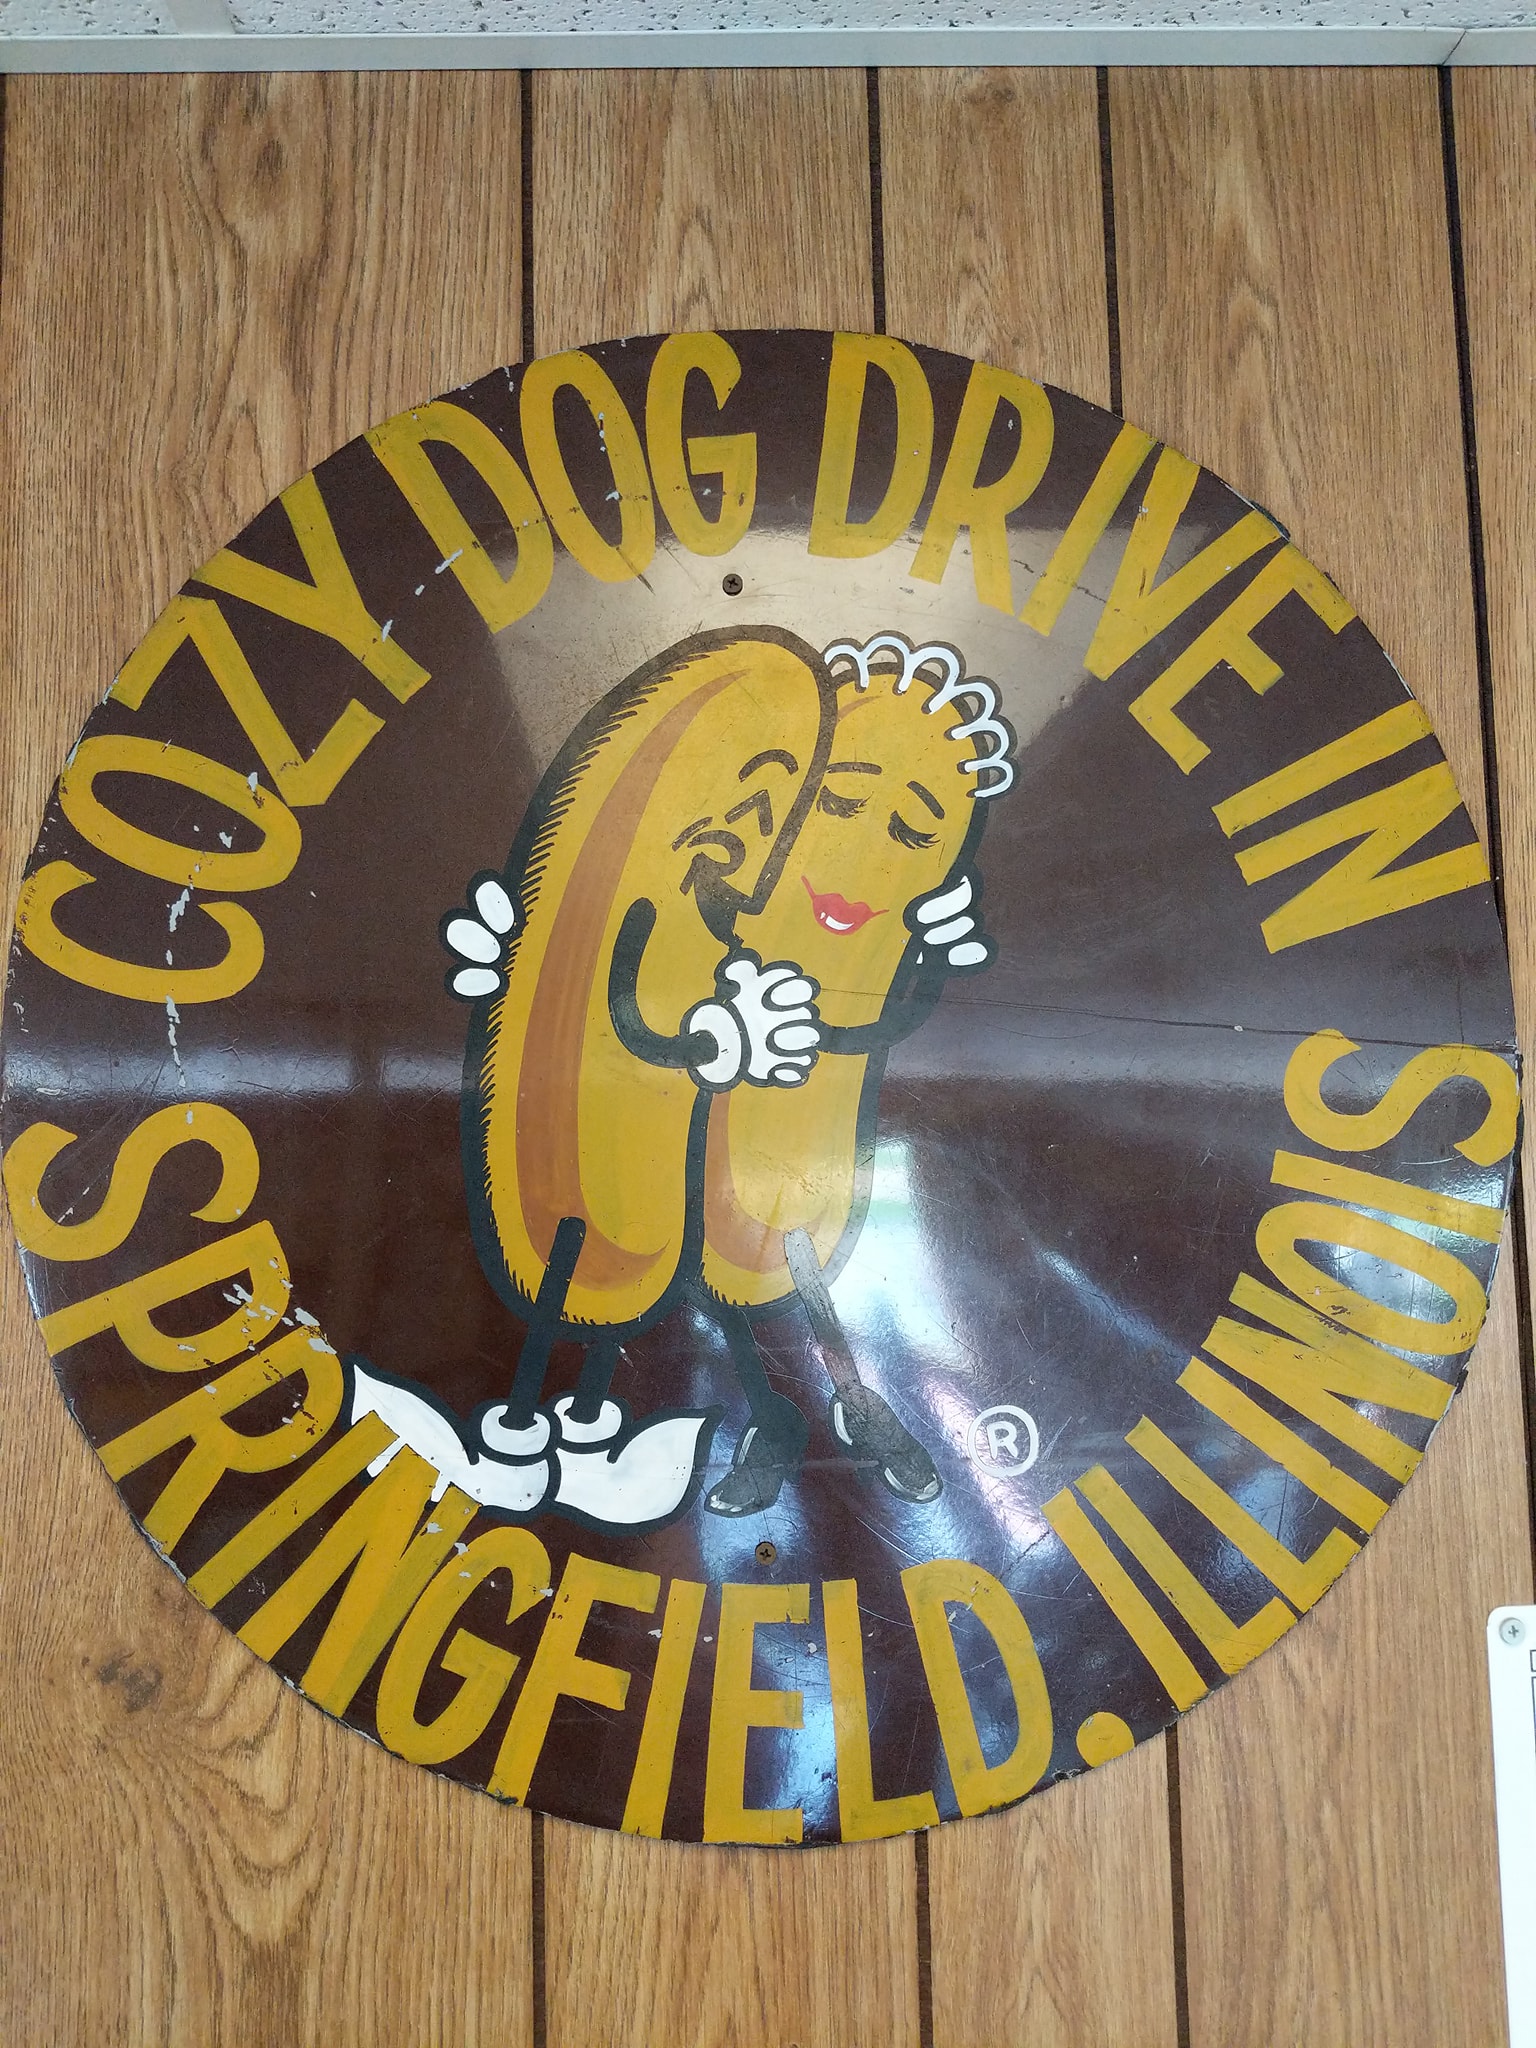 COZY DOG DRIVE IN
®
SPRINGFIELD. ILLINOIS